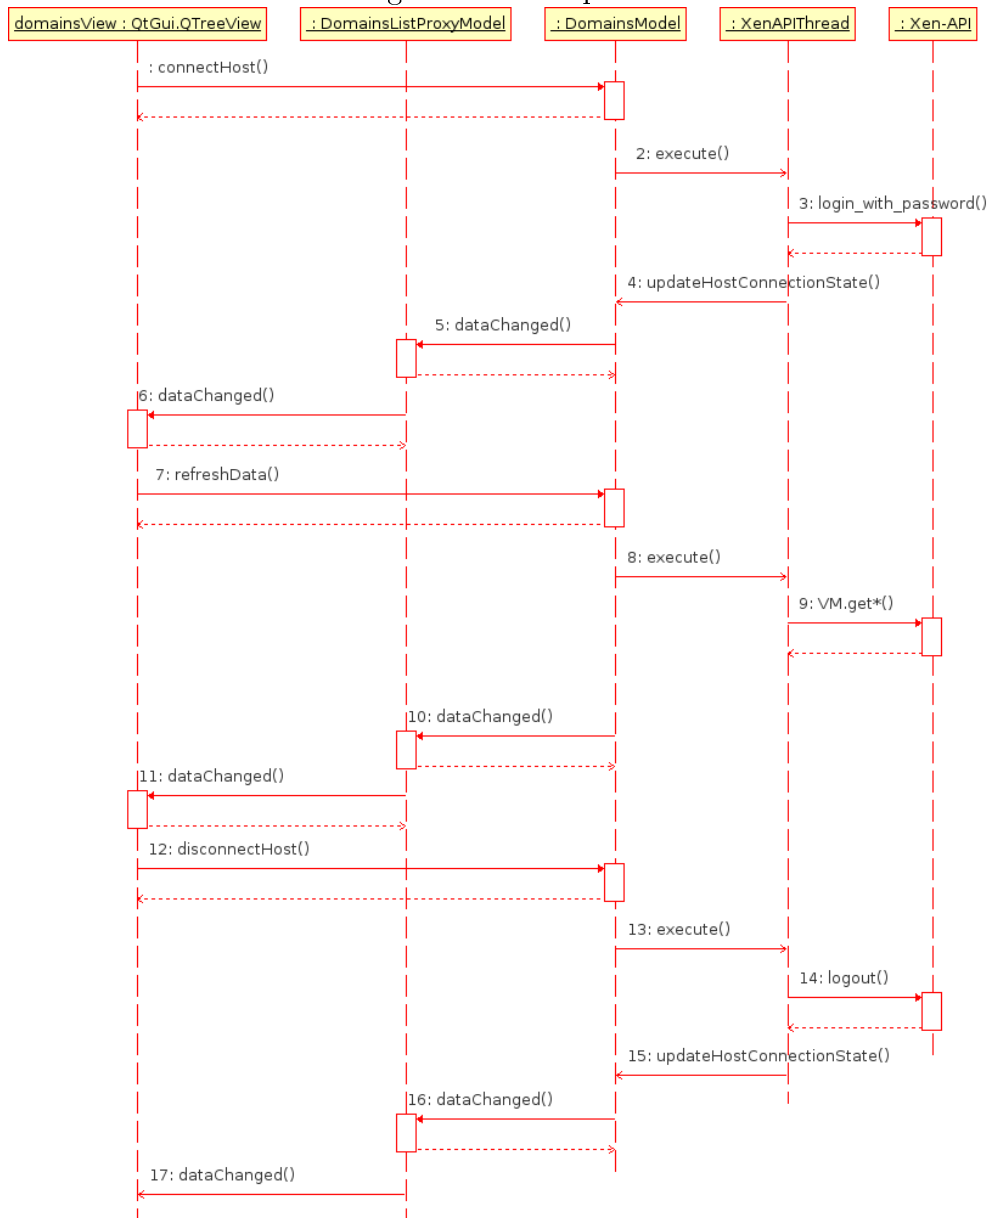 domainsView : QtGui.QTreeView : DomainsListProxyModel : DomainsModel : XenAPIThread : Xen-API
: connectHost()
2: execute()
3: login_with_password()
4: updateHostConnectionState()
5: dataChanged()
6: dataChanged()
7: refreshData()
8: execute()
9: VM.get*()
10: dataChanged()
11: dataChanged()
12: disconnectHost()
13: execute()
14: logout()
15: updateHostConnectionState()
16: dataChanged()
17: dataChanged()